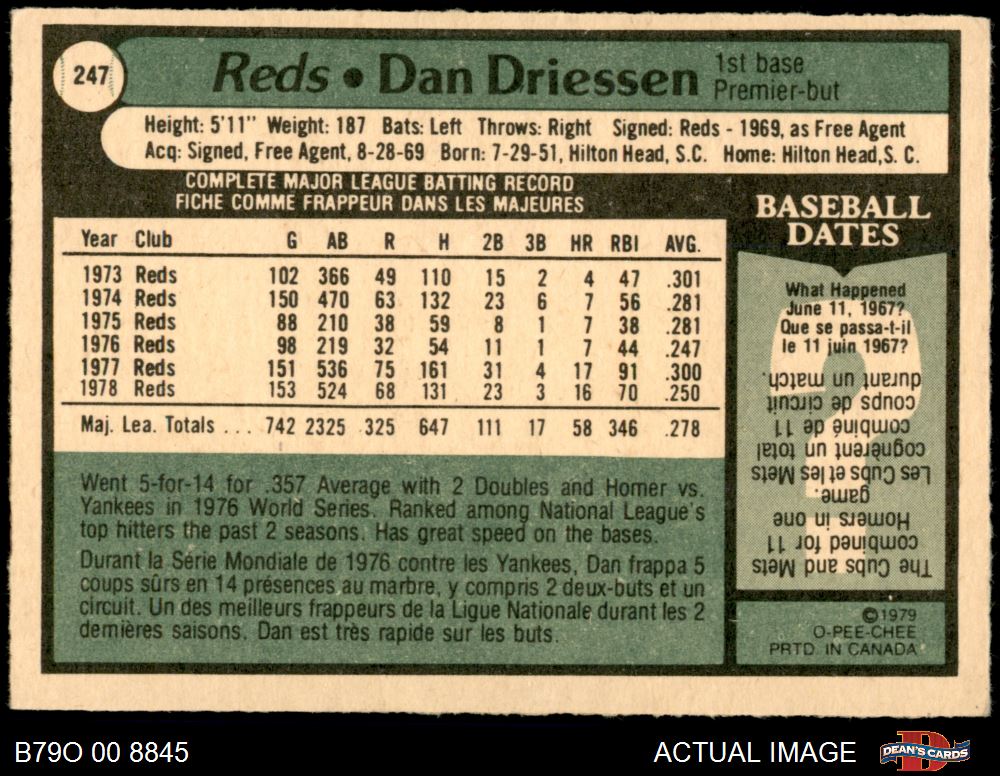 247
Reds • Dan Driessen
1st base
Premier-but
Height: 5'11" Weight: 187 Bats: Left Throws: Right Signed: Reds - 1969, as Free Agent
Acq: Signed, Free Agent, 8-28-69 Born: 7-29-51, Hilton Head, S.C. Home: Hilton Head, S. C.
COMPLETE MAJOR LEAGUE BATTING RECORD
FICHE COMME FRAPPEUR DANS LES MAJEURES
Year Club G AB R H 2B 3B HR RBI AVG.
1973 Reds 102 366 49 110 15 2 4 47 .301
1974 Reds 150 470 63 132 23 6 7 56 .281
1975 Reds 88 210 38 59 8 1 7 38 .281
1976 Reds 98 219 32 54 11 1 7 44 .247
1977 Reds 151 536 75 161 31 4 17 91 .300
1978 Reds 153 524 68 131 23 3 16 70 .250
Maj. Lea. Totals ... 742 2325 325 647 111 17 58 346 .278
Went 5-for-14 for .357 Average with 2 Doubles and Homer vs.
Yankees in 1976 World Series. Ranked among National League's
top hitters the past 2 seasons. Has great speed on the bases.
Durant la Série Mondiale de 1976 contre les Yankees, Dan frappa 5
coups sûrs en 14 présences au marbre, y compris 2 deux-buts et un
circuit. Un des meilleurs frappeurs de la Ligue Nationale durant les 2
dernières saisons. Dan est très rapide sur les buts.
BASEBALL
DATES
What Happened
June 11, 1967?
Que se passa-t-il
le 11 juin 1967?
The Cubs and Mets
combined for 11
Homers in one
game.
Les Cubs et les Mets
cognèrent un total
combiné de 11
coups de circuit
durant un match.
©1979
O-PEE-CHEE
PRTD. IN CANADA
B79O 00 8845
ACTUAL IMAGE
DEAN'S CARDS